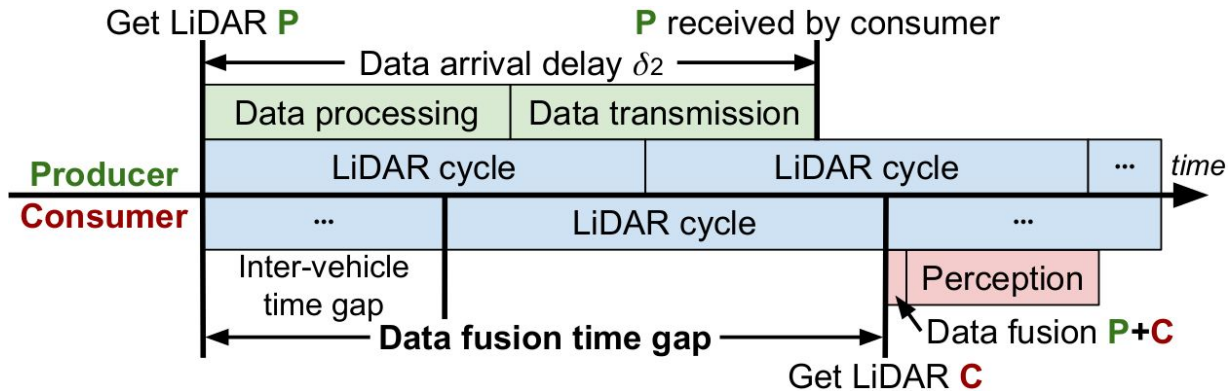 Get LiDAR P
P received by consumer
Data arrival delay δ2
Data processing
Data transmission
LiDAR cycle
LiDAR cycle
...
time
Producer
Consumer
...
LiDAR cycle
...
Inter-vehicle
time gap
Perception
Data fusion time gap
Data fusion P+C
Get LiDAR C